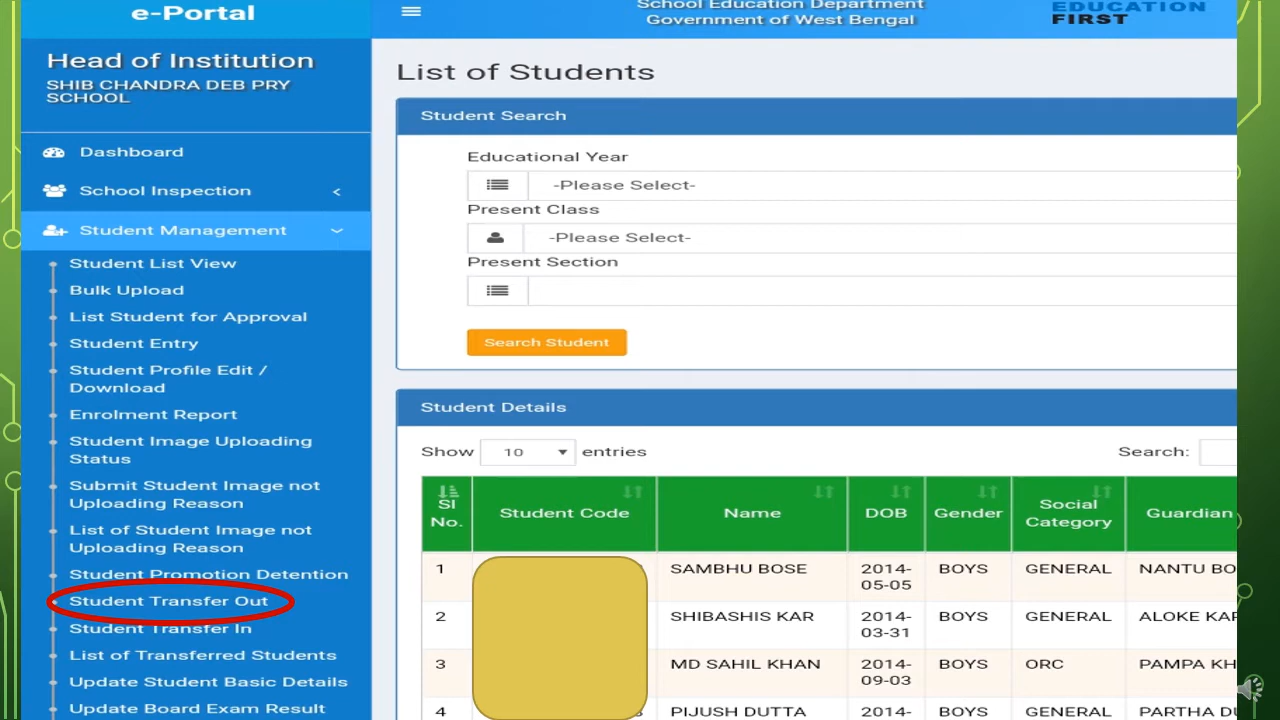 e-Portal
School Education Department
Government of West Bengal
EDUCATION
FIRST
Head of Institution
SHIB CHANDRA DEB PRY
SCHOOL
Dashboard
School Inspection
Student Management
Student List View
Bulk Upload
List Student for Approval
Student Entry
Student Profile Edit /
Download
Enrolment Report
Student Image Uploading
Status
Submit Student Image not
Uploading Reason
List of Student Image not
Uploading Reason
Student Promotion Detention
Student Transfer Out
Student Transfer In
List of Transferred Students
Update Student Basic Details
Update Board Exam Result
List of Students
Student Search
Educational Year
-Please Select-
Present Class
-Please Select-
Present Section
Search Student
Student Details
Show 10 entries Search:
Sl No. Student Code Name DOB Gender Social Category Guardian
1 SAMBHU BOSE 2014-05-05 BOYS GENERAL NANTU BO
2 SHIBASHIS KAR 2014-03-31 BOYS GENERAL ALOKE KAR
3 MD SAHIL KHAN 2014-09-03 BOYS ORC PAMPA KH
4 PIJUSH DUTTA 2014- BOYS GENERAL PARTHA DU